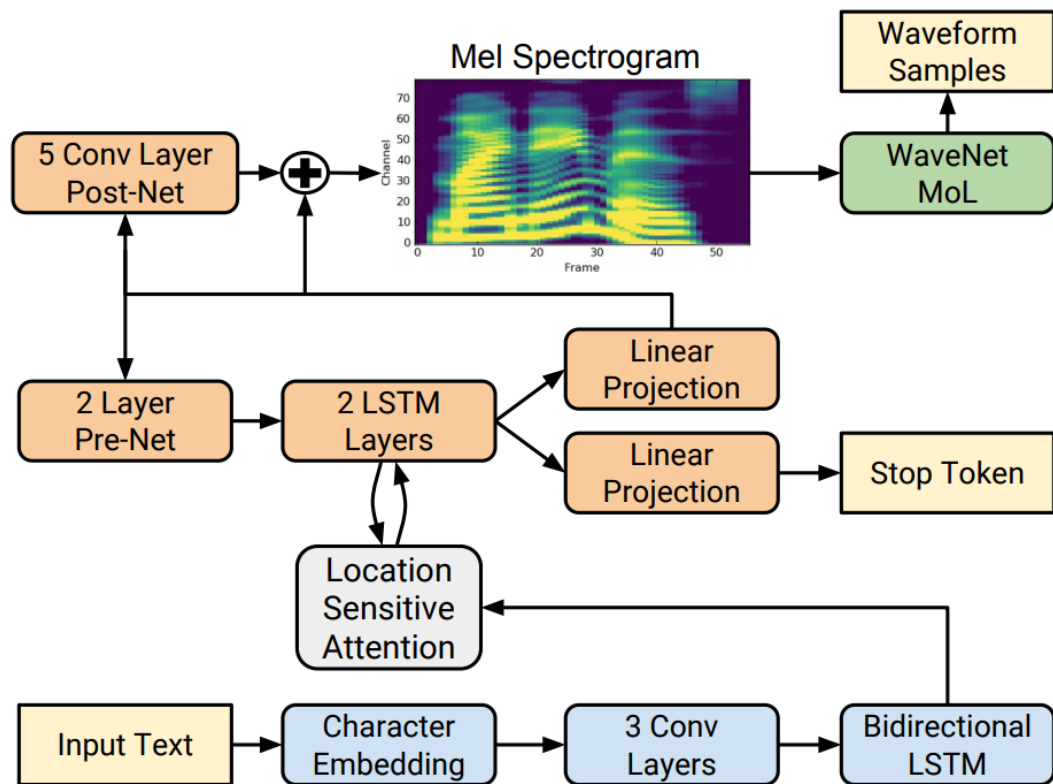 Waveform
Samples
Mel Spectrogram
5 Conv Layer
Post-Net
WaveNet
MoL
Channel
70
60
50
40
30
20
10
0
0 10 20 30 40 50
Frame
Linear
Projection
2 Layer
Pre-Net
2 LSTM
Layers
Linear
Projection
Stop Token
Location
Sensitive
Attention
Input Text
Character
Embedding
3 Conv
Layers
Bidirectional
LSTM